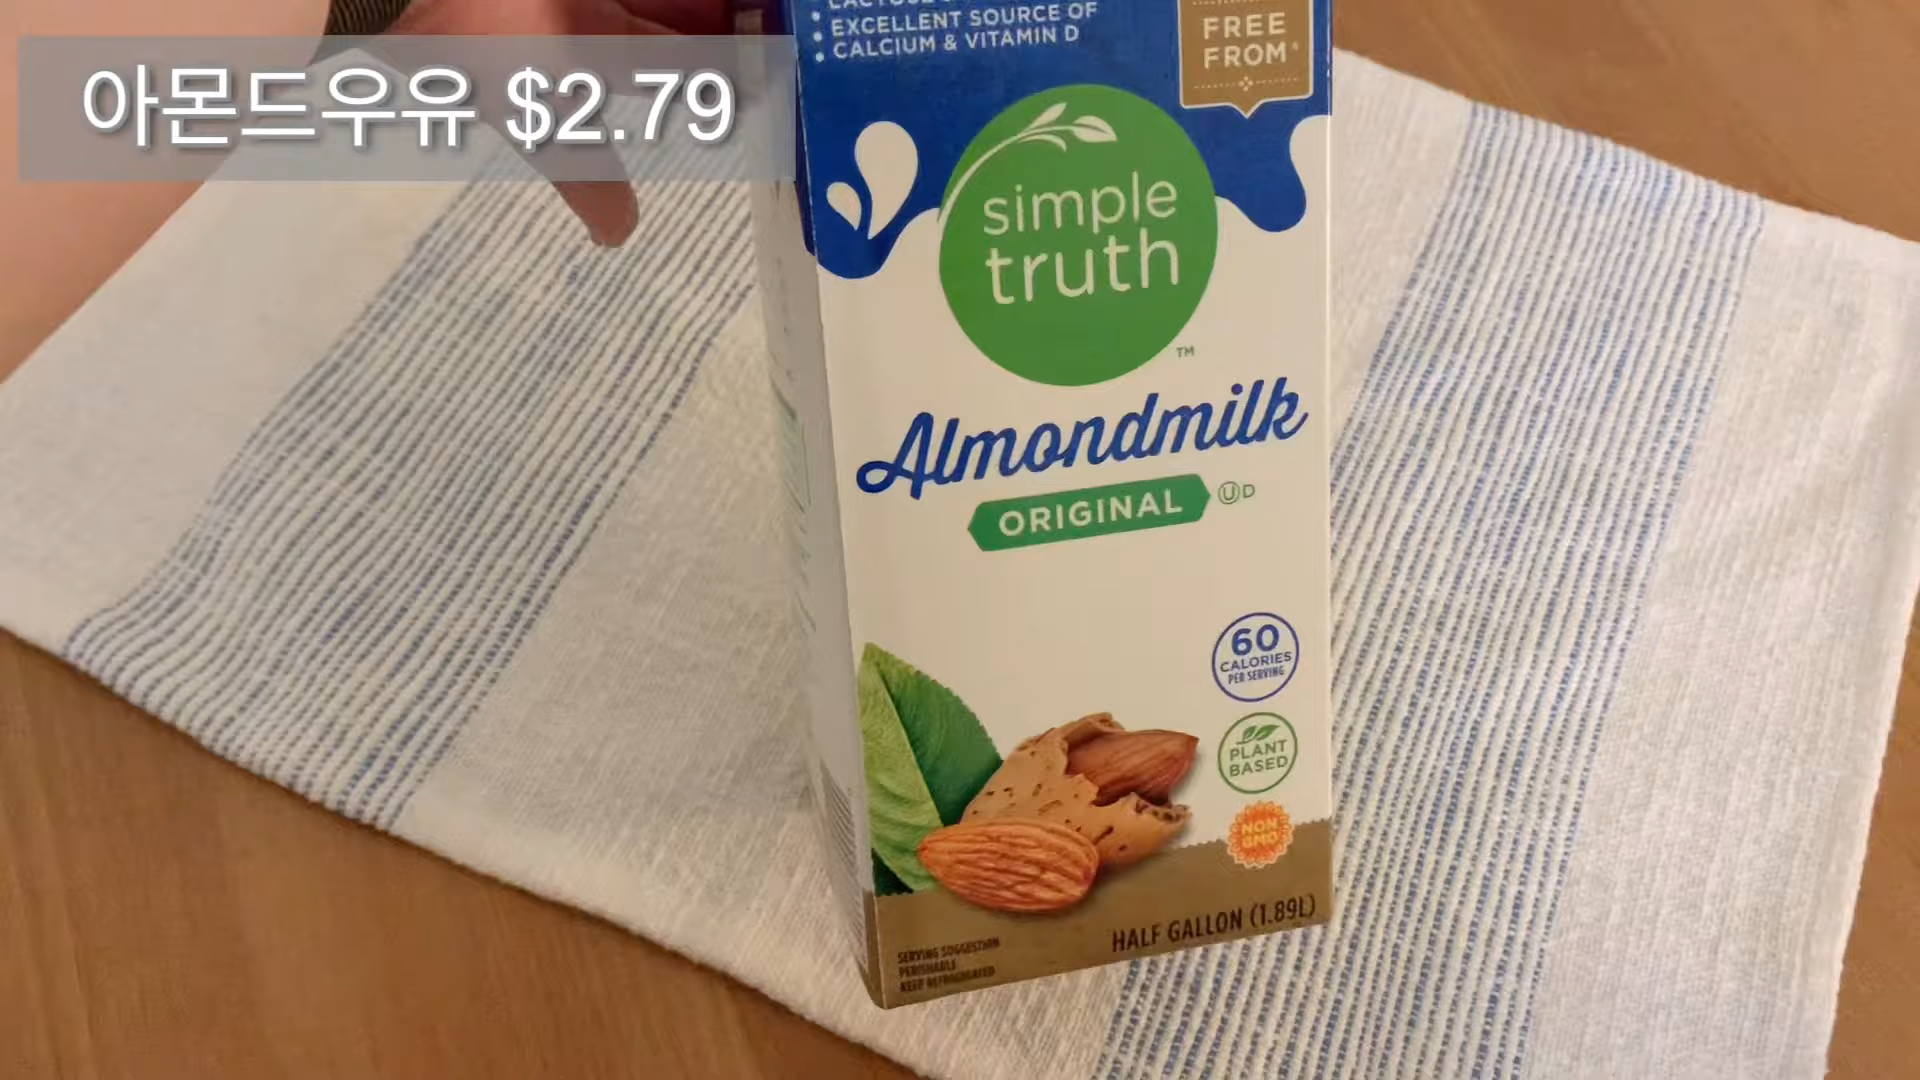 아몬드우유 $2.79
EXCELLENT SOURCE OF
CALCIUM & VITAMIN D
FREE
FROM
simple
truth
™
Almondmilk
ORIGINAL
U D
60
CALORIES
PER SERVING
PLANT
BASED
NON
GMO
HALF GALLON (1.89L)
SERVING SUGGESTION
PERISHABLE
KEEP REFRIGERATED